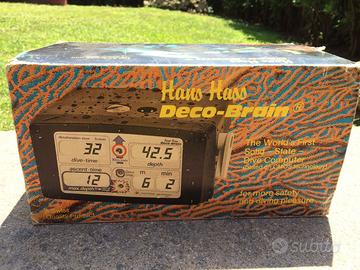 Hans Hass
Deco-Brain®
The World's First
Solid - State -
Dive Computer
32
dive-time
42.5
depth
ascent-time
12
max depth
m min
6 2
for more safety
and diving pleasure
subito